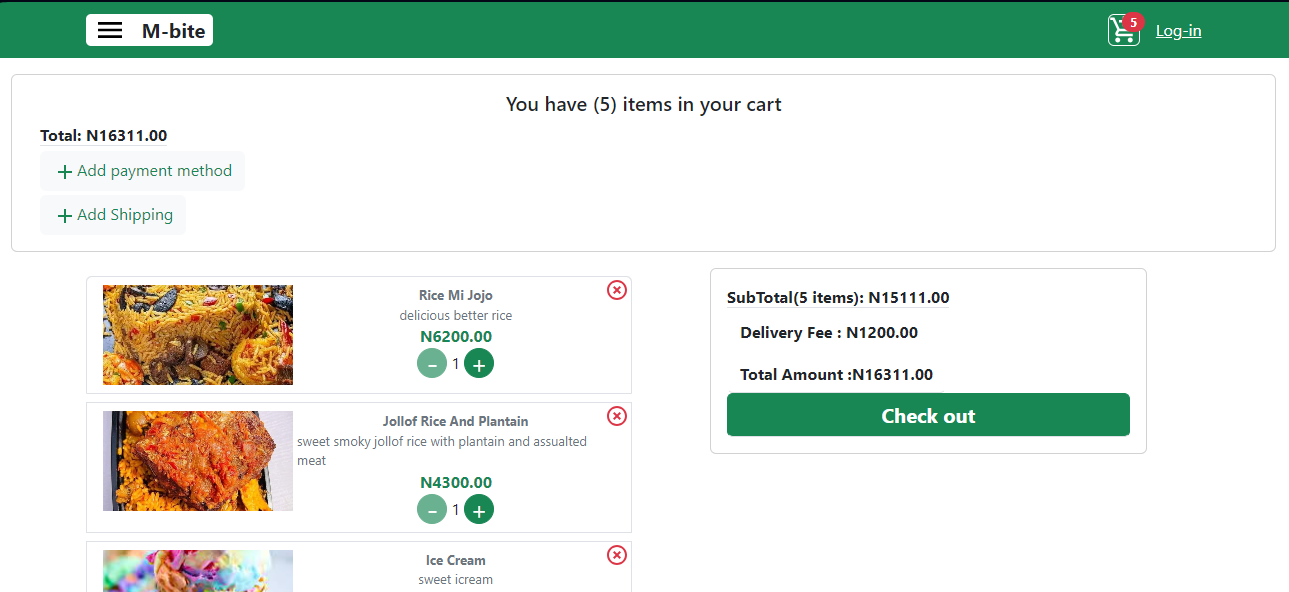 M-bite
5
Log-in
You have (5) items in your cart
Total: N16311.00
+ Add payment method
+ Add Shipping
Rice Mi Jojo
delicious better rice
N6200.00
- 1 +
Jollof Rice And Plantain
sweet smoky jollof rice with plantain and assualted
meat
N4300.00
- 1 +
Ice Cream
sweet icream
SubTotal(5 items): N15111.00
Delivery Fee : N1200.00
Total Amount :N16311.00
Check out